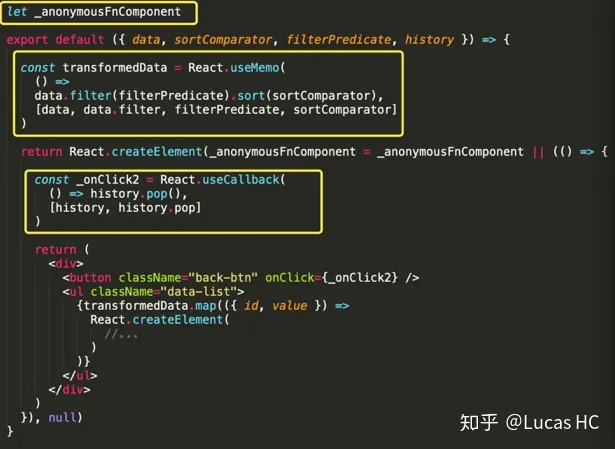 let _anonymousFnComponent
export default ({ data, sortComparator, filterPredicate, history }) => {
const transformedData = React.useMemo(
() =>
data.filter(filterPredicate).sort(sortComparator),
[data, data.filter, filterPredicate, sortComparator]
)
return React.createElement(_anonymousFnComponent = _anonymousFnComponent || (() => {
const _onClick2 = React.useCallback(
() => history.pop(),
[history, history.pop]
)
return (
<div>
<button className="back-btn" onClick={_onClick2} />
<ul className="data-list">
{transformedData.map(({ id, value }) =>
React.createElement(
//...
)
)}
</ul>
</div>
)
}), null)
}
知乎 @Lucas HC